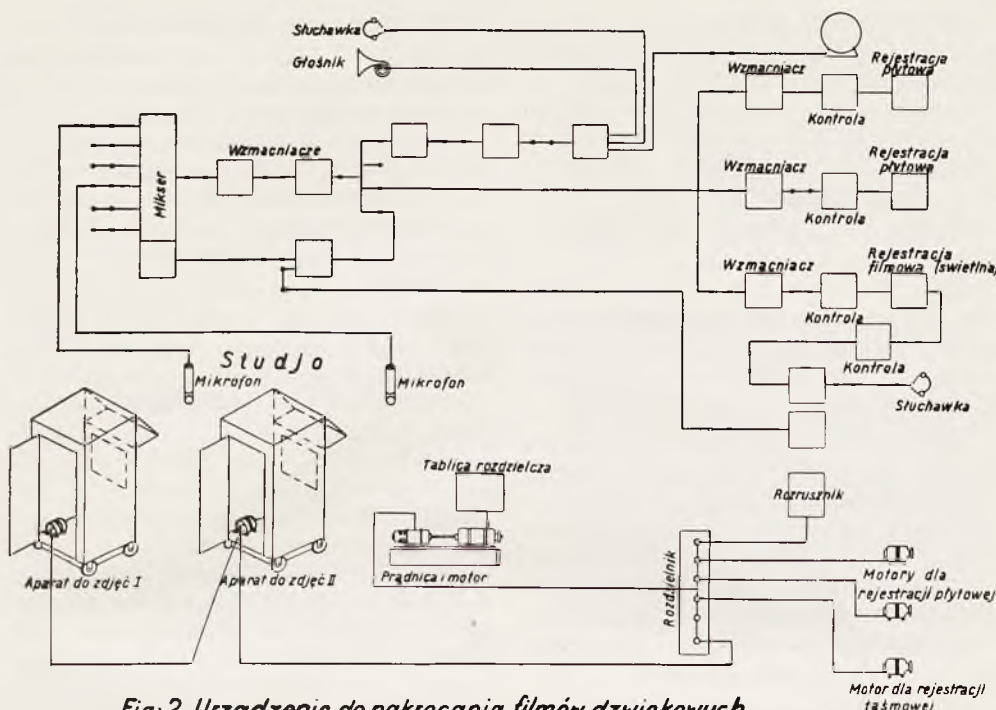 Słuchawka
Głośnik
Wzmacniacz
Rejestracja
płytowa
Kontrola
Mikser
Wzmacniacze
Wzmacniacz
Rejestracja
płytowa
Kontrola
Wzmacniacz
Rejestracja
filmowa (swietlna)
Kontrola
Kontrola
Słuchawka
Studjo
Mikrofon
Mikrofon
Tablica rozdzielcza
Rozrusznik
Aparat do zdjęć I
Aparat do zdjęć II
Prądnica i motor
Rozdzielnik
Motory dla
rejestracji płytowej
Motor dla rejestracji
taśmowej
Fig: 2. Urządzenie do nakręcania filmów dzwiękowych